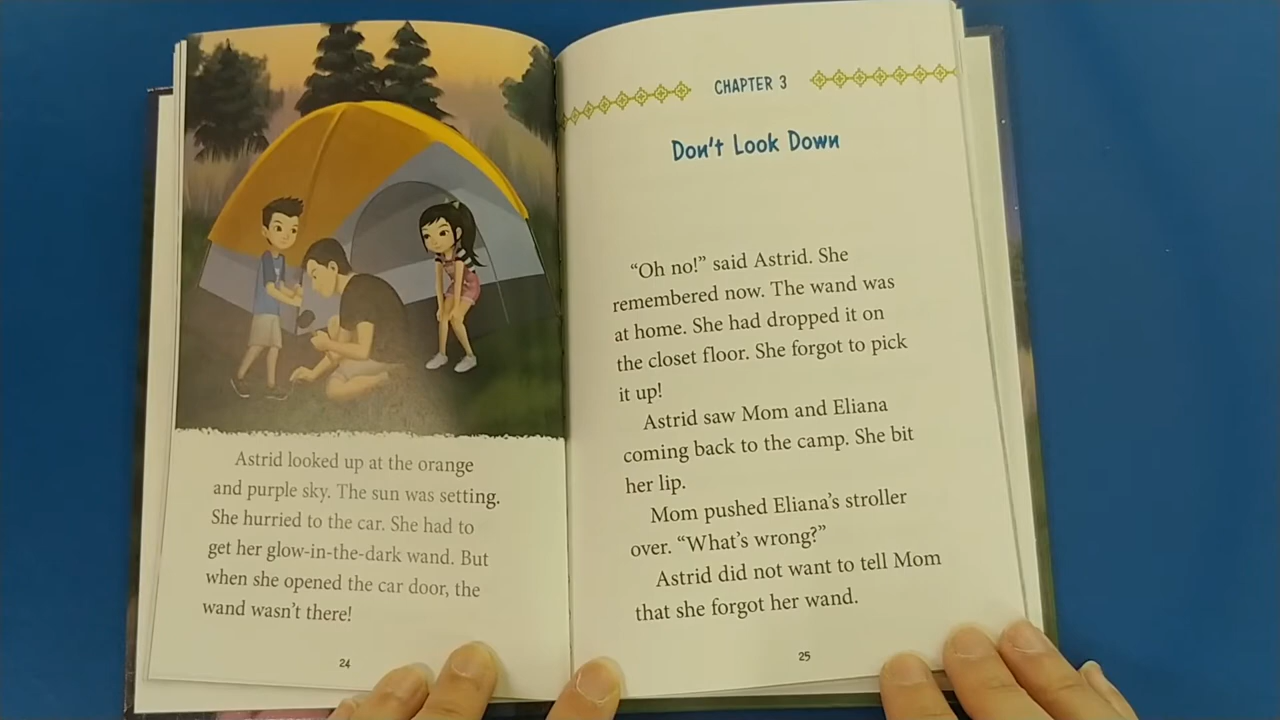 Astrid looked up at the orange
and purple sky. The sun was setting.
She hurried to the car. She had to
get her glow-in-the-dark wand. But
when she opened the car door, the
wand wasn't there!
24
CHAPTER 3
Don't Look Down
“Oh no!” said Astrid. She
remembered now. The wand was
at home. She had dropped it on
the closet floor. She forgot to pick
it up!
Astrid saw Mom and Eliana
coming back to the camp. She bit
her lip.
Mom pushed Eliana's stroller
over. “What's wrong?”
Astrid did not want to tell Mom
that she forgot her wand.
25